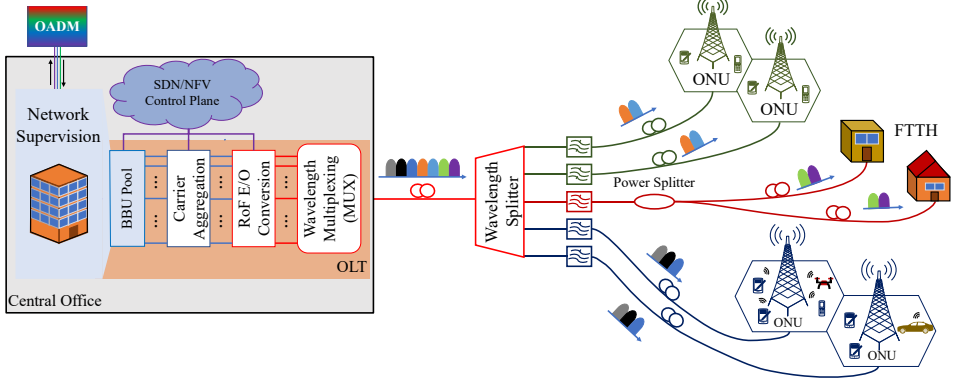 OADM
SDN/NFV
Control Plane
Network
Supervision
BBU Pool
Carrier
Aggregation
RoF E/O
Conversion
Wavelength
Multiplexing
(MUX)
...
...
...
...
...
...
OLT
Central Office
Wavelength
Splitter
Power Splitter
ONU
ONU
FTTH
ONU
ONU